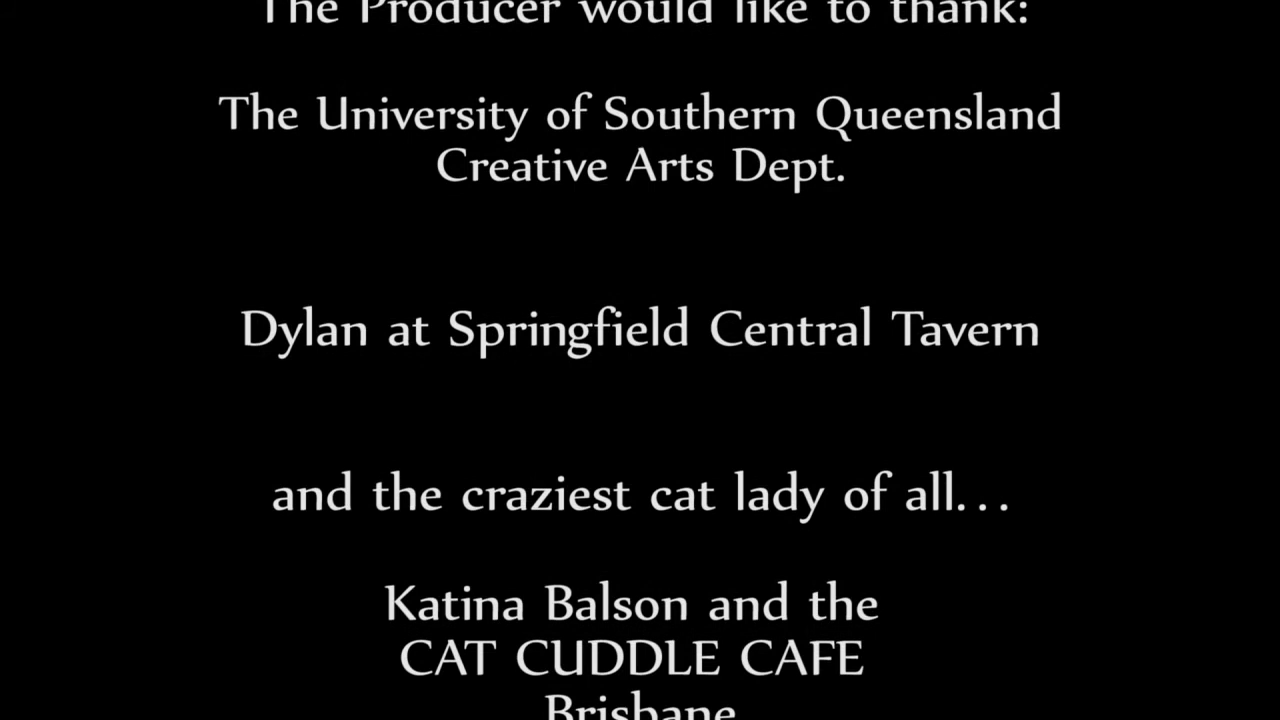 The Producer would like to thank:
The University of Southern Queensland
Creative Arts Dept.
Dylan at Springfield Central Tavern
and the craziest cat lady of all...
Katina Balson and the
CAT CUDDLE CAFE
Brisbane